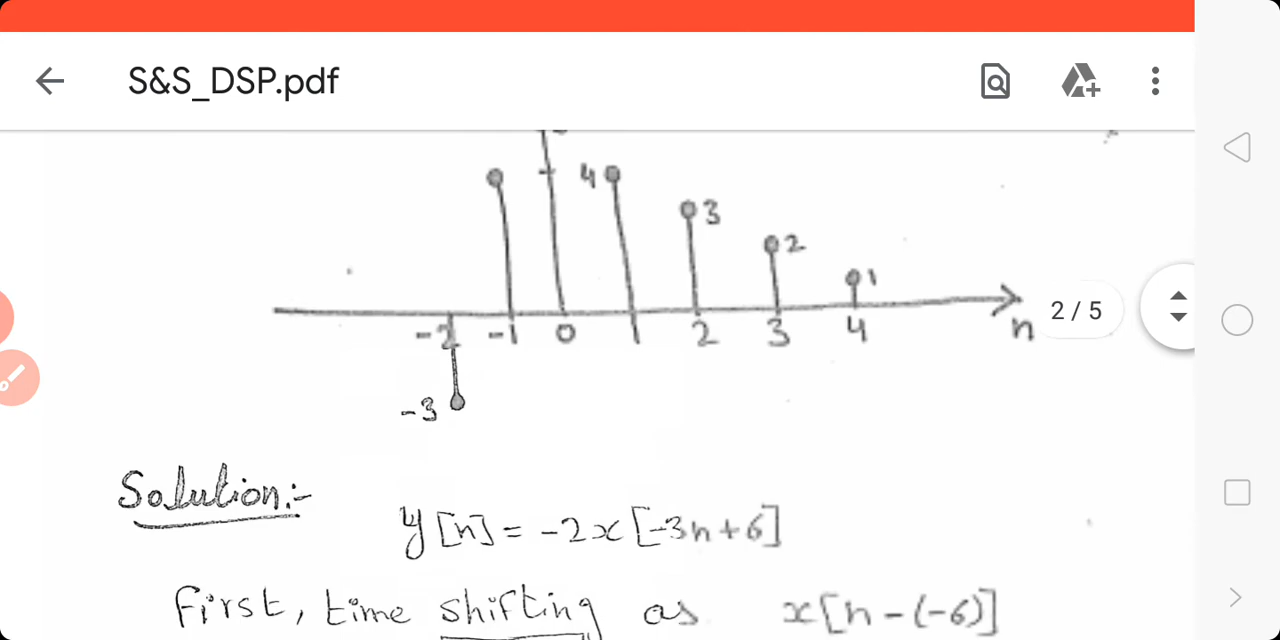 S&S_DSP.pdf
4
3
2
1
-2 -1 0 1 2 3 4 n
2 / 5
-3
Solution:-
y[n] = -2x[-3n+6]
First, time shifting as x[n-(-6)]